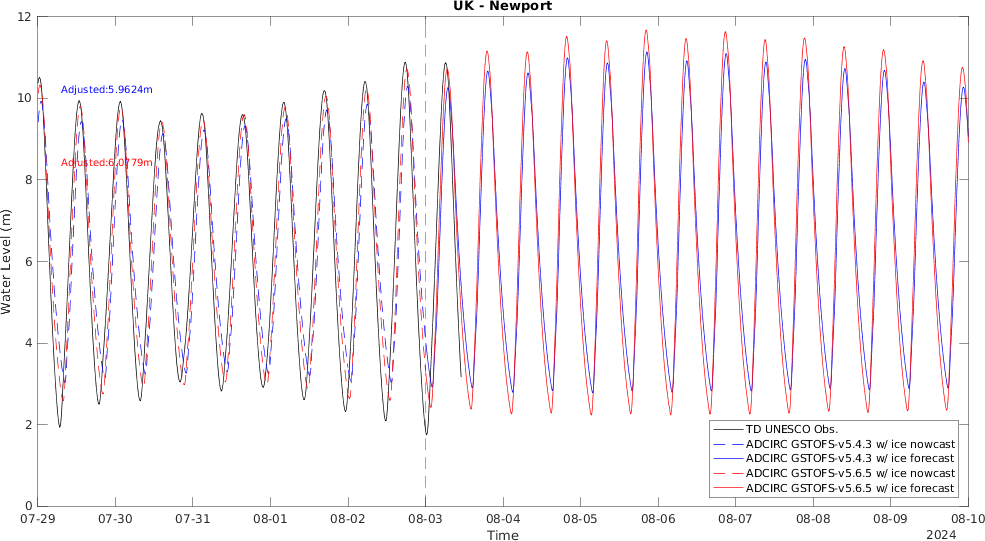 UK - Newport
12
10
8
6
4
2
0
Water Level (m)
Adjusted:5.9624m
Adjusted:6.0779m
TD UNESCO Obs.
ADCIRC GSTOFS-v5.4.3 w/ ice nowcast
ADCIRC GSTOFS-v5.4.3 w/ ice forecast
ADCIRC GSTOFS-v5.6.5 w/ ice nowcast
ADCIRC GSTOFS-v5.6.5 w/ ice forecast
07-29 07-30 07-31 08-01 08-02 08-03 08-04 08-05 08-06 08-07 08-08 08-09 08-10
Time
2024